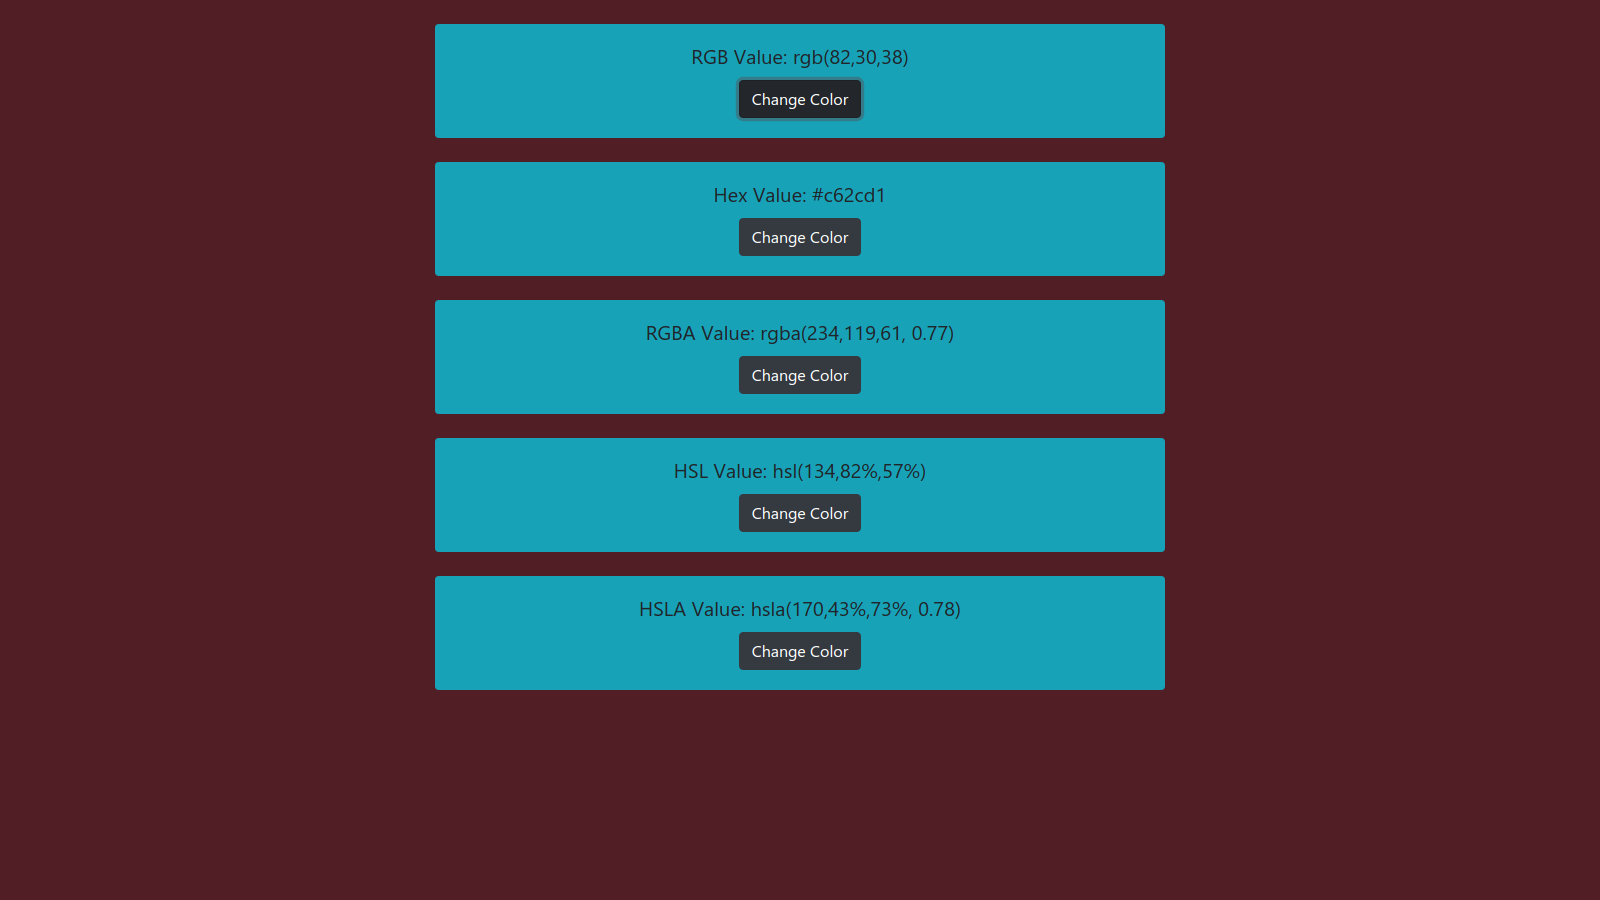 RGB Value: rgb(82,30,38)
Change Color
Hex Value: #c62cd1
Change Color
RGBA Value: rgba(234,119,61, 0.77)
Change Color
HSL Value: hsl(134,82%,57%)
Change Color
HSLA Value: hsla(170,43%,73%, 0.78)
Change Color